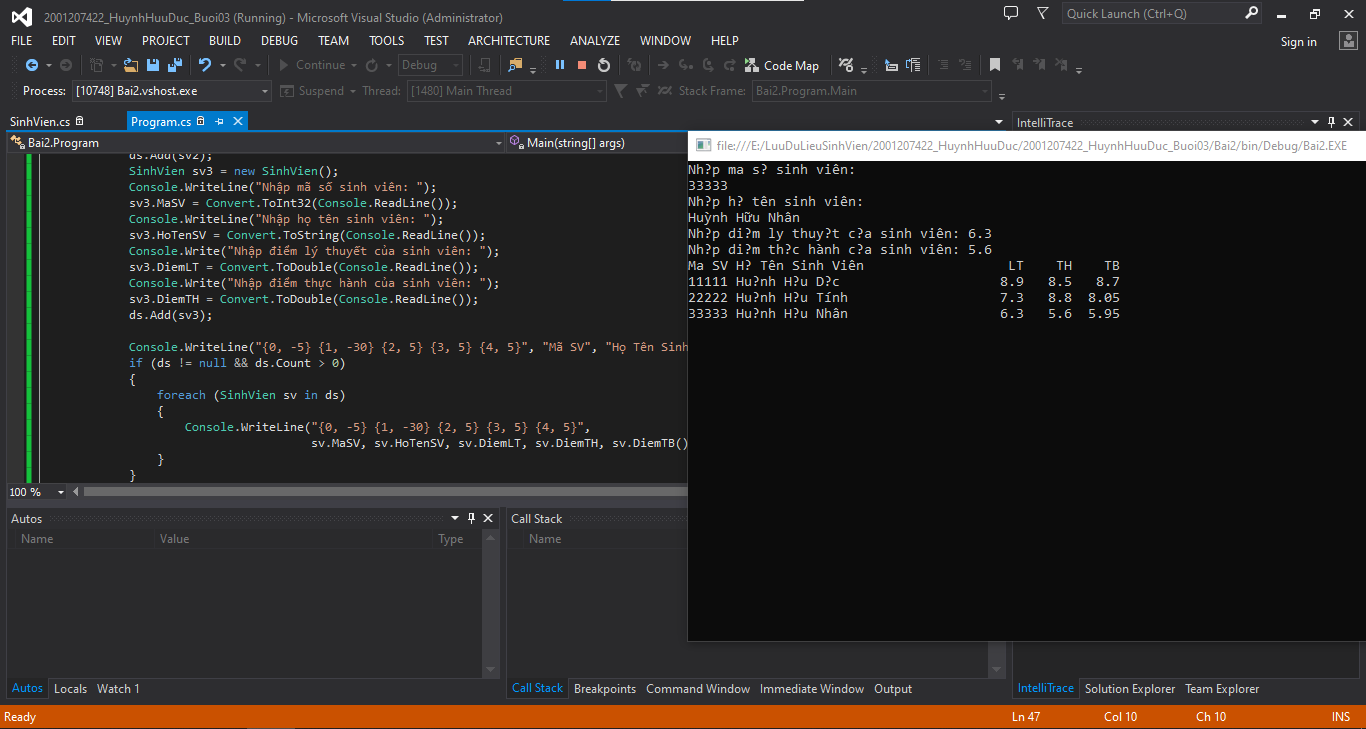 2001207422_HuynhHuuDuc_Buoi03 (Running) - Microsoft Visual Studio (Administrator)
Quick Launch (Ctrl+Q)
FILE EDIT VIEW PROJECT BUILD DEBUG TEAM TOOLS TEST ARCHITECTURE ANALYZE WINDOW HELP
Sign in
Continue Debug Code Map
Process: [10748] Bai2.vshost.exe Suspend Thread: [1480] Main Thread Stack Frame: Bai2.Program.Main
SinhVien.cs Program.cs
Bai2.Program Main(string[] args)
ds.Add(sv2);
SinhVien sv3 = new SinhVien();
Console.WriteLine("Nhập mã số sinh viên: ");
sv3.MaSV = Convert.ToInt32(Console.ReadLine());
Console.WriteLine("Nhập họ tên sinh viên: ");
sv3.HoTenSV = Convert.ToString(Console.ReadLine());
Console.Write("Nhập điểm lý thuyết của sinh viên: ");
sv3.DiemLT = Convert.ToDouble(Console.ReadLine());
Console.Write("Nhập điểm thực hành của sinh viên: ");
sv3.DiemTH = Convert.ToDouble(Console.ReadLine());
ds.Add(sv3);
Console.WriteLine("{0, -5} {1, -30} {2, 5} {3, 5} {4, 5}", "Mã SV", "Họ Tên Sinh
if (ds != null && ds.Count > 0)
{
foreach (SinhVien sv in ds)
{
Console.WriteLine("{0, -5} {1, -30} {2, 5} {3, 5} {4, 5}",
sv.MaSV, sv.HoTenSV, sv.DiemLT, sv.DiemTH, sv.DiemTB()
}
}
100 %
IntelliTrace
file:///E:/LuuDuLieuSinhVien/2001207422_HuynhHuuDuc/2001207422_HuynhHuuDuc_Buoi03/Bai2/bin/Debug/Bai2.EXE
Nh?p ma s? sinh viên:
33333
Nh?p h? tên sinh viên:
Huỳnh Hữu Nhân
Nh?p di?m ly thuy?t c?a sinh viên: 6.3
Nh?p di?m th?c hành c?a sinh viên: 5.6
Ma SV H? Tên Sinh Viên LT TH TB
11111 Hu?nh H?u D?c 8.9 8.5 8.7
22222 Hu?nh H?u Tính 7.3 8.8 8.05
33333 Hu?nh H?u Nhân 6.3 5.6 5.95
Autos
Name Value Type
Call Stack
Name
Autos Locals Watch 1
Call Stack Breakpoints Command Window Immediate Window Output
IntelliTrace Solution Explorer Team Explorer
Ready Ln 47 Col 10 Ch 10 INS